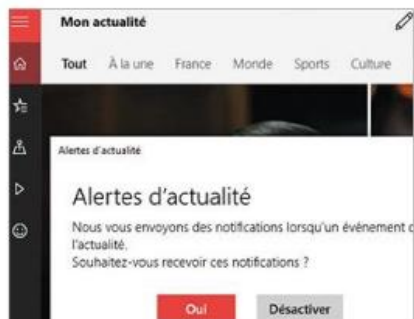 Mon actualité
Tout À la une France Monde Sports Culture
Alertes d'actualité
Alertes d'actualité
Nous vous envoyons des notifications lorsqu'un événement
l'actualité.
Souhaitez-vous recevoir ces notifications ?
Oui Désactiver